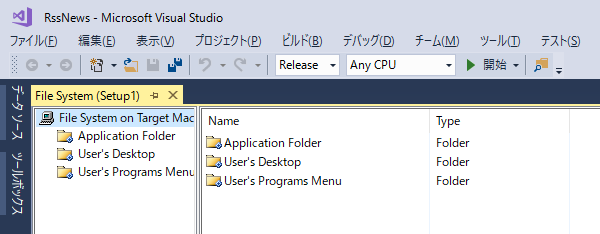 RssNews - Microsoft Visual Studio
ファイル(F) 編集(E) 表示(V) プロジェクト(P) ビルド(B) デバッグ(D) チーム(M) ツール(T) テスト(S)
Release Any CPU 開始
データ ソース
ツールボックス
File System (Setup1)
File System on Target Mac
Application Folder
User's Desktop
User's Programs Menu
Name Type
Application Folder Folder
User's Desktop Folder
User's Programs Menu Folder